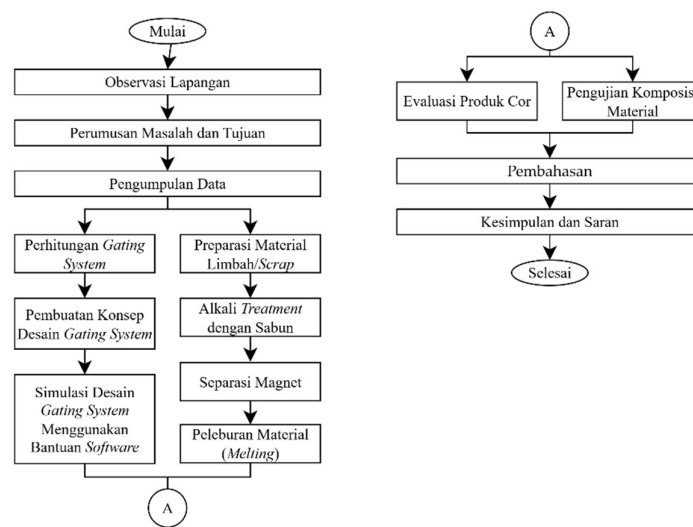 Mulai
Observasi Lapangan
Perumusan Masalah dan Tujuan
Pengumpulan Data
Perhitungan Gating
System
Pembuatan Konsep
Desain Gating System
Simulasi Desain
Gating System
Menggunakan
Bantuan Software
Preparasi Material
Limbah/Scrap
Alkali Treatment
dengan Sabun
Separasi Magnet
Peleburan Material
(Melting)
A
A
Evaluasi Produk Cor
Pengujian Komposis
Material
Pembahasan
Kesimpulan dan Saran
Selesai